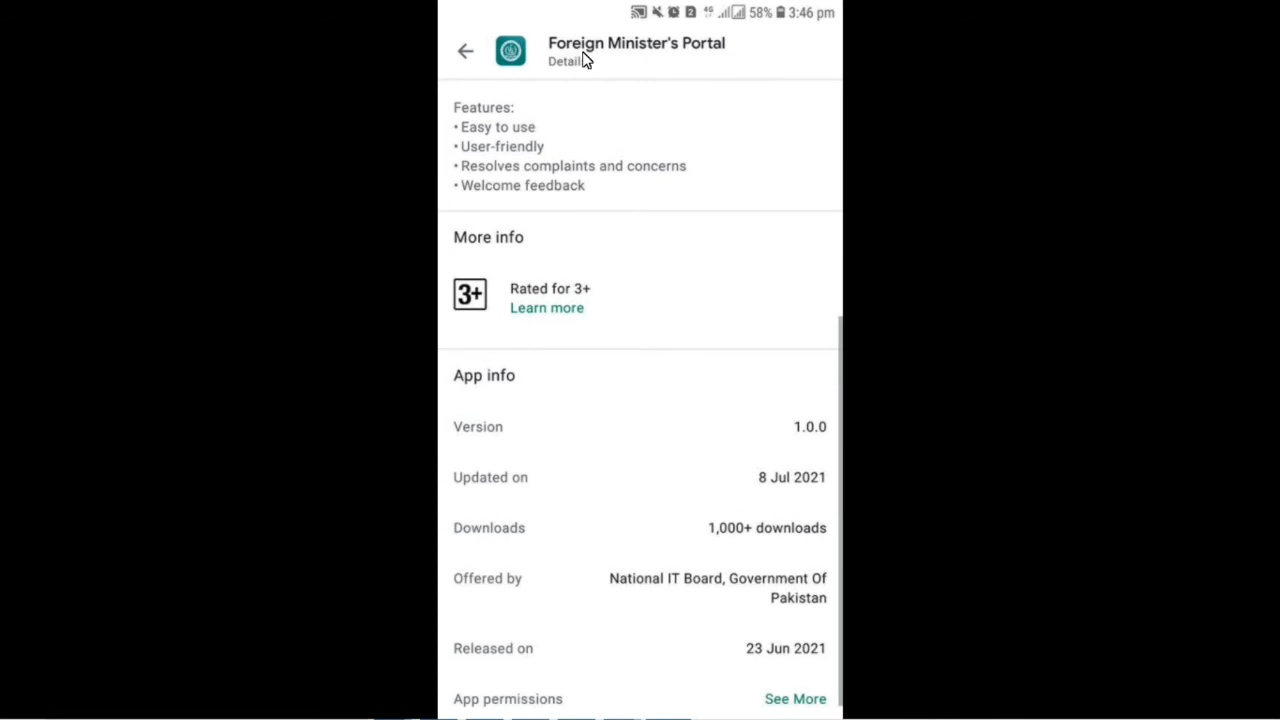 4G 58% 3:46 pm
Foreign Minister's Portal
Detail
Features:
• Easy to use
• User-friendly
• Resolves complaints and concerns
• Welcome feedback
More info
3+ Rated for 3+
Learn more
App info
Version 1.0.0
Updated on 8 Jul 2021
Downloads 1,000+ downloads
Offered by National IT Board, Government Of
Pakistan
Released on 23 Jun 2021
App permissions See More